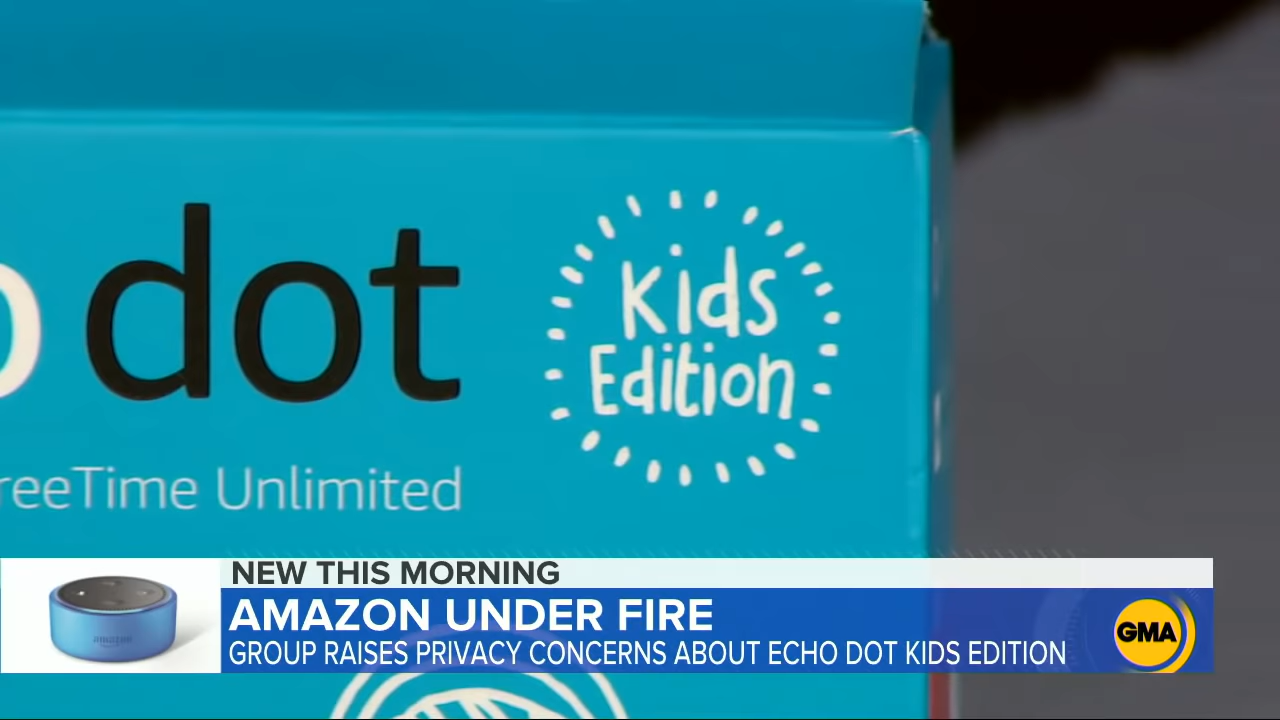 o dot
Kids
Edition
reeTime Unlimited
NEW THIS MORNING
AMAZON UNDER FIRE
GROUP RAISES PRIVACY CONCERNS ABOUT ECHO DOT KIDS EDITION
GMA
amazon